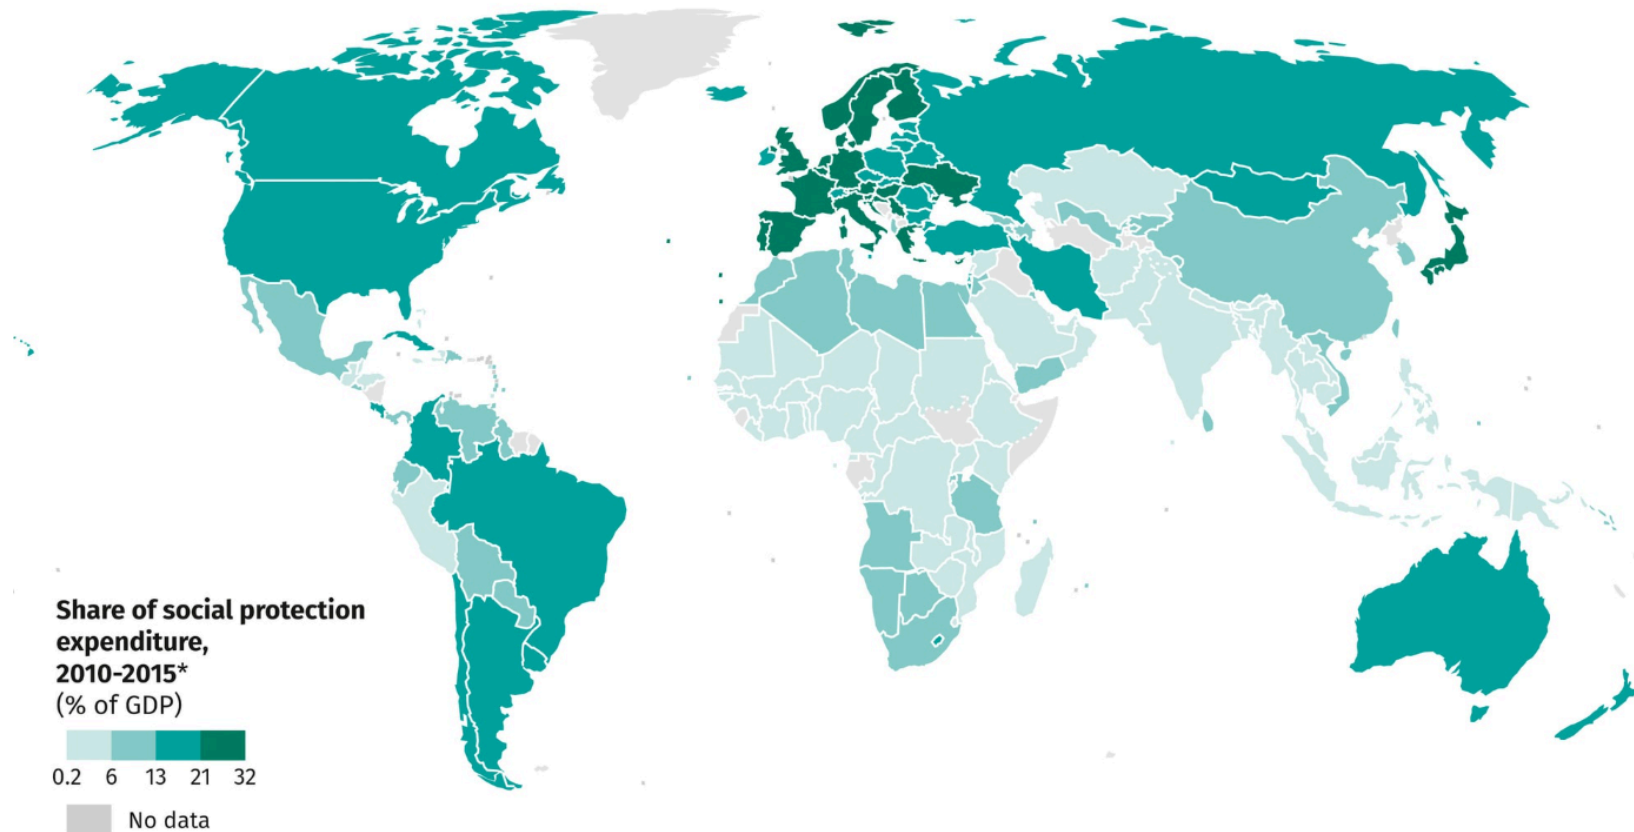 Share of social protection
expenditure,
2010-2015*
(% of GDP)
0.2 6 13 21 32
No data